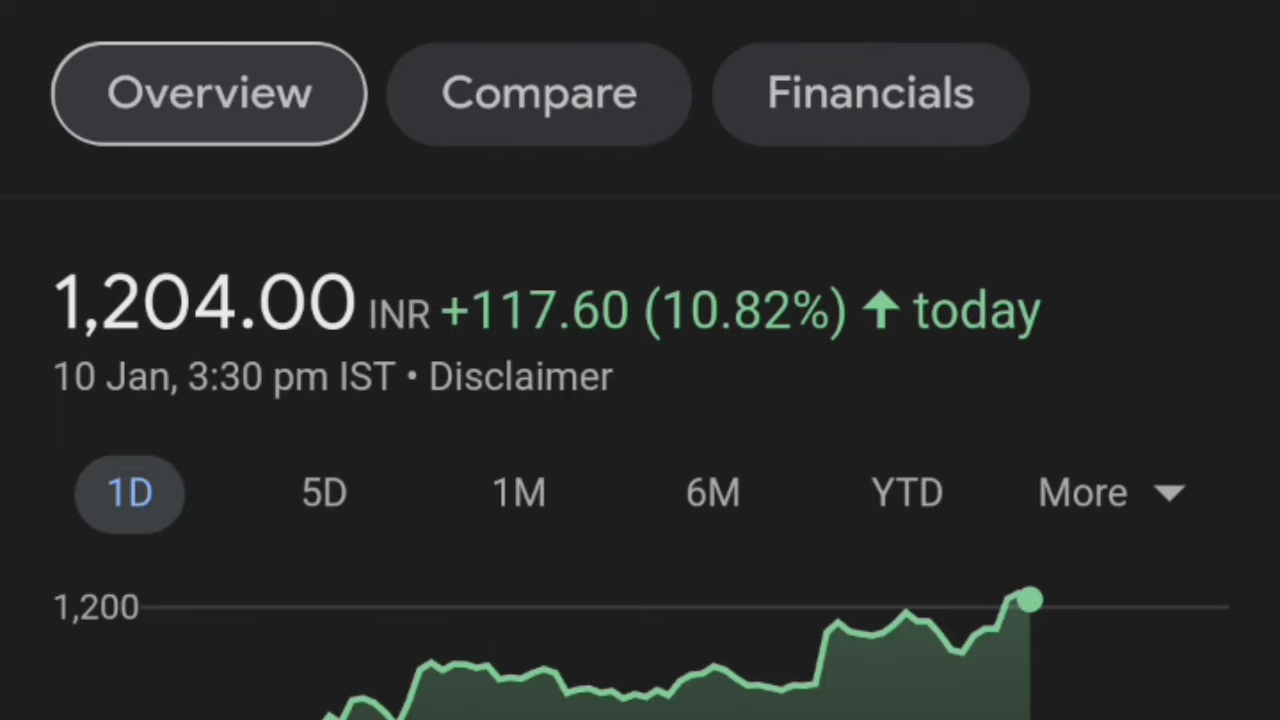 Overview Compare Financials
1,204.00 INR +117.60 (10.82%) ↑ today
10 Jan, 3:30 pm IST • Disclaimer
1D 5D 1M 6M YTD More
1,200